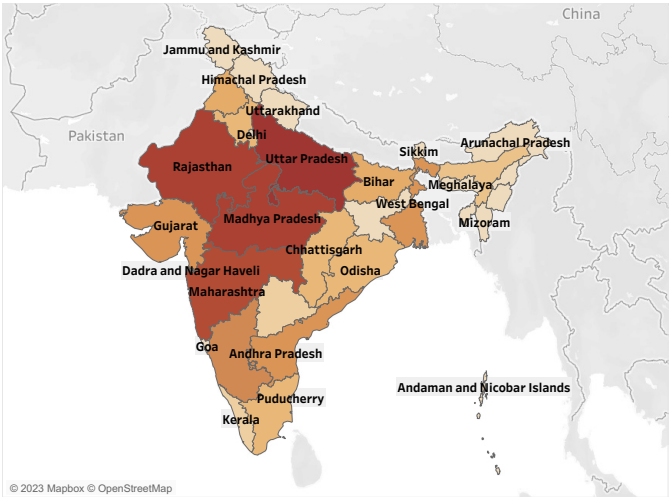 China
Jammu and Kashmir
Himachal Pradesh
Uttarakhand
Pakistan
Delhi
Arunachal Pradesh
Sikkim
Uttar Pradesh
Rajasthan
Bihar
Meghalaya
West Bengal
Madhya Pradesh
Mizoram
Gujarat
Chhattisgarh
Dadra and Nagar Haveli
Odisha
Maharashtra
Goa
Andhra Pradesh
Andaman and Nicobar Islands
Puducherry
Kerala
© 2023 Mapbox © OpenStreetMap